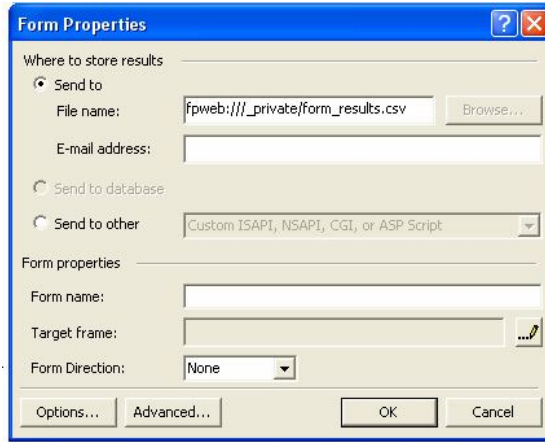 Form Properties
Where to store results
Send to
File name: fpweb:///_private/form_results.csv Browse...
E-mail address:
Send to database
Send to other Custom ISAPI, NSAPI, CGI, or ASP Script
Form properties
Form name:
Target frame: ...
Form Direction: None
Options... Advanced... OK Cancel